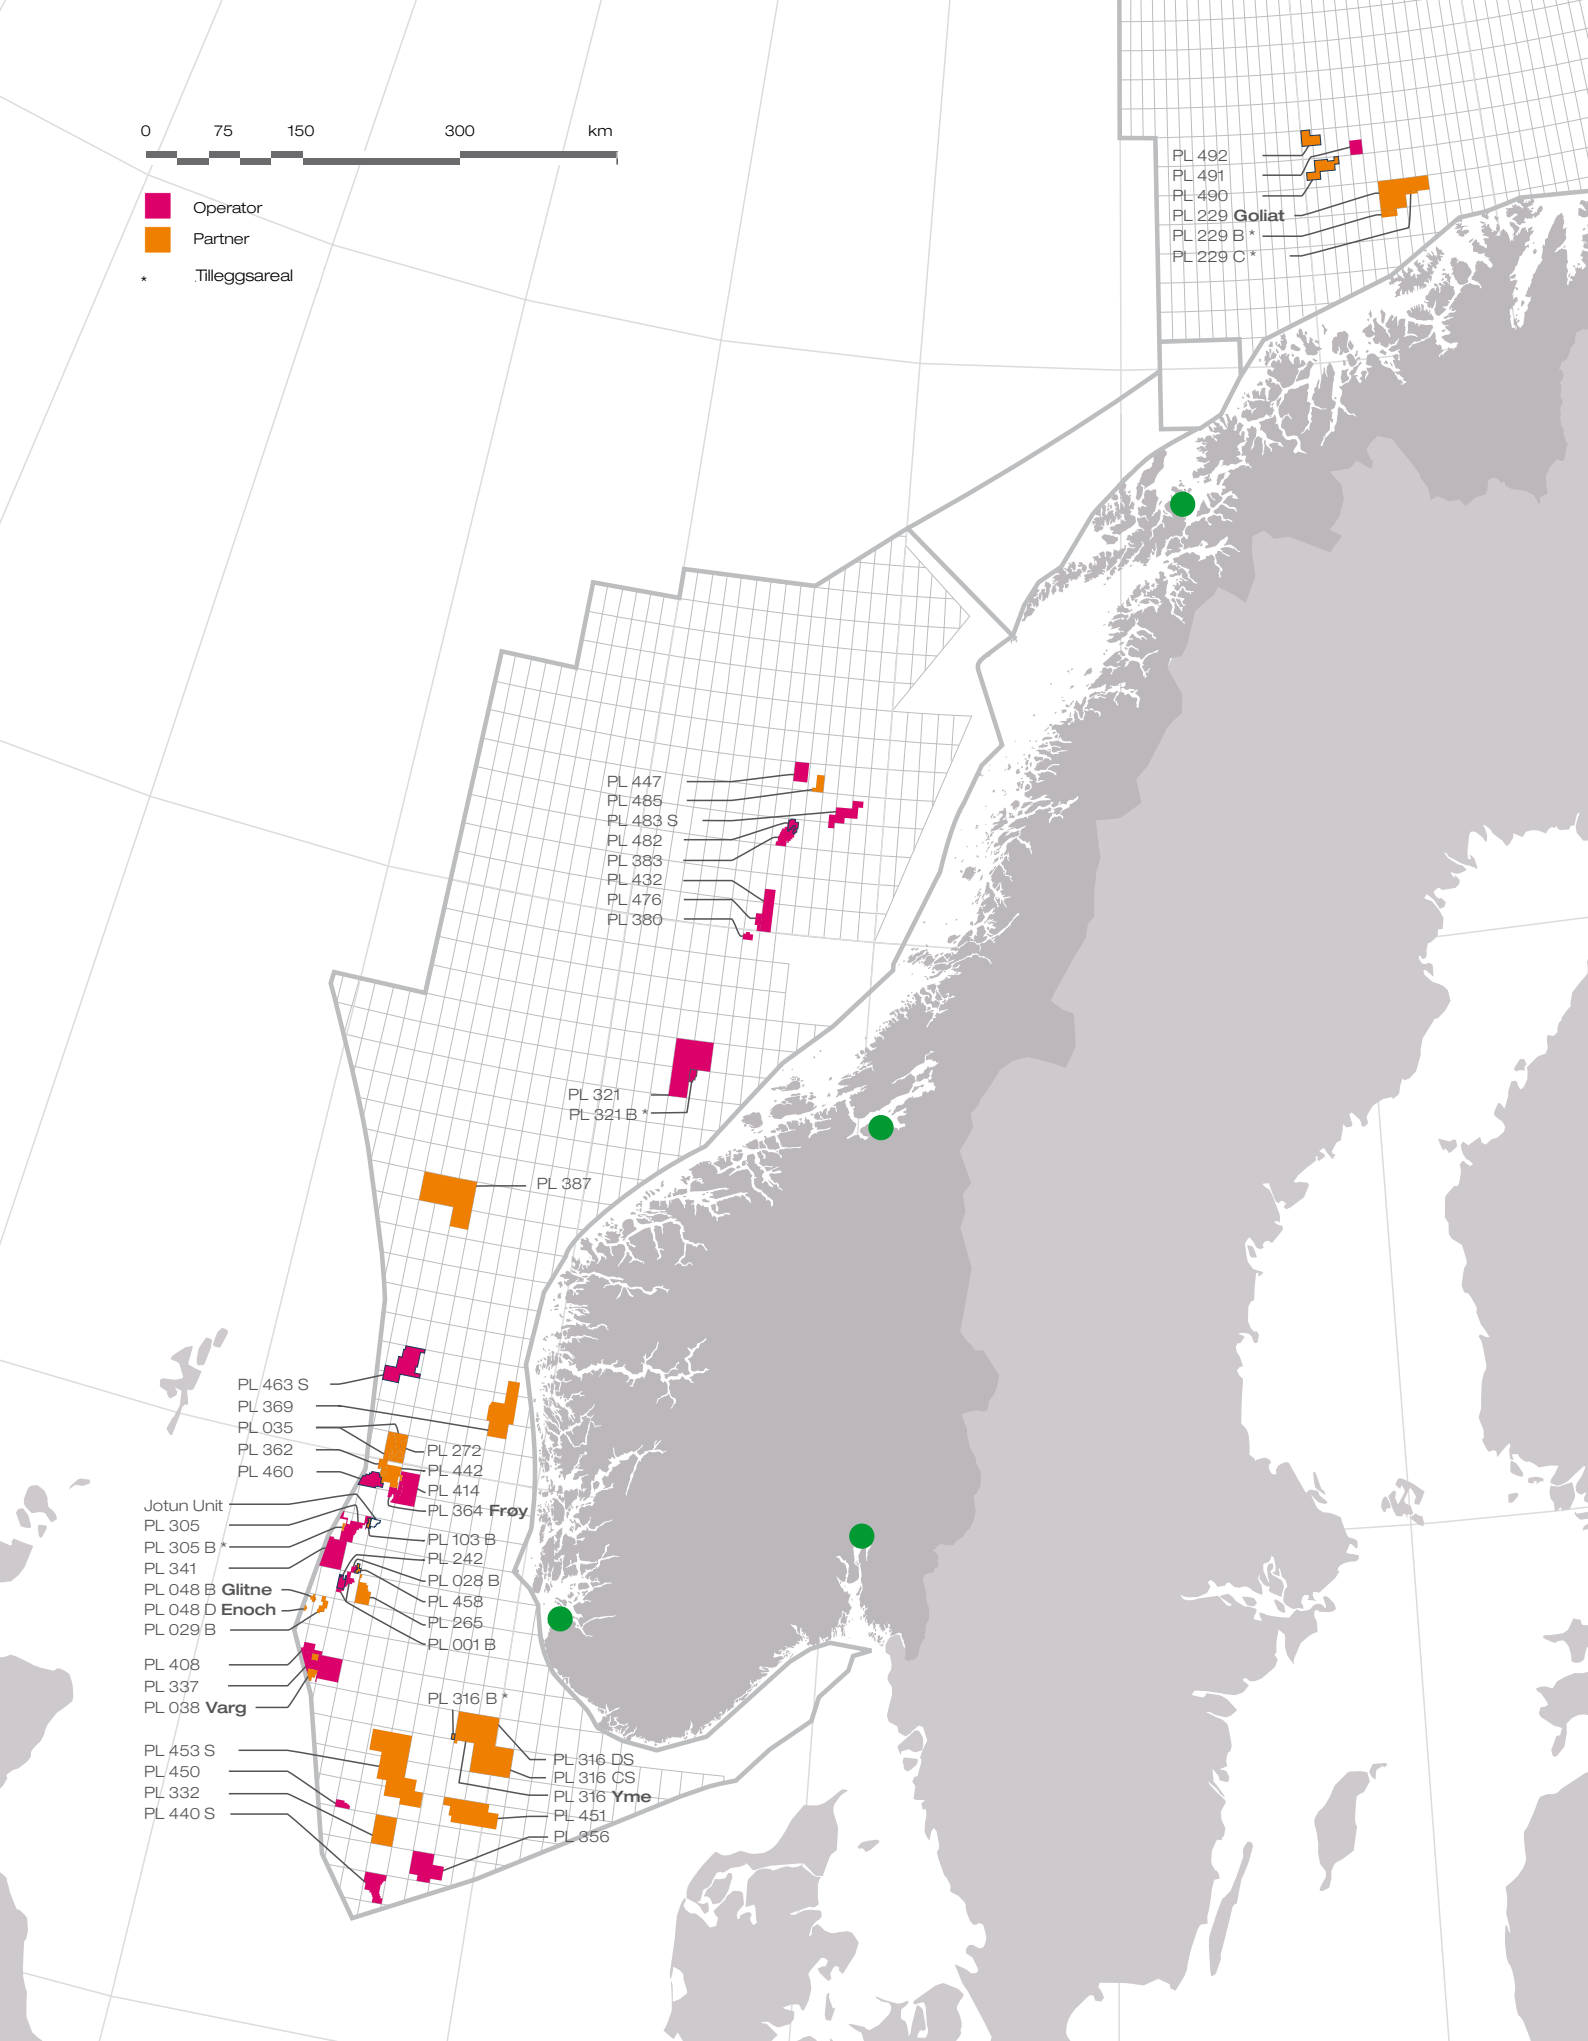 0 75 150 300 km
Operator
Partner
* Tilleggsareal
PL 492
PL 491
PL 490
PL 229 Goliat
PL 229 B *
PL 229 C *
PL 447
PL 485
PL 483 S
PL 482
PL 383
PL 432
PL 476
PL 380
PL 321
PL 321 B *
PL 387
PL 463 S
PL 369
PL 035
PL 362
PL 460
PL 272
PL 442
PL 414
PL 364 Frøy
Jotun Unit
PL 305
PL 305 B *
PL 341
PL 048 B Glitne
PL 048 D Enoch
PL 029 B
PL 103 B
PL 242
PL 028 B
PL 458
PL 265
PL 001 B
PL 408
PL 337
PL 038 Varg
PL 316 B *
PL 453 S
PL 450
PL 332
PL 440 S
PL 316 DS
PL 316 CS
PL 316 Yme
PL 451
PL 356